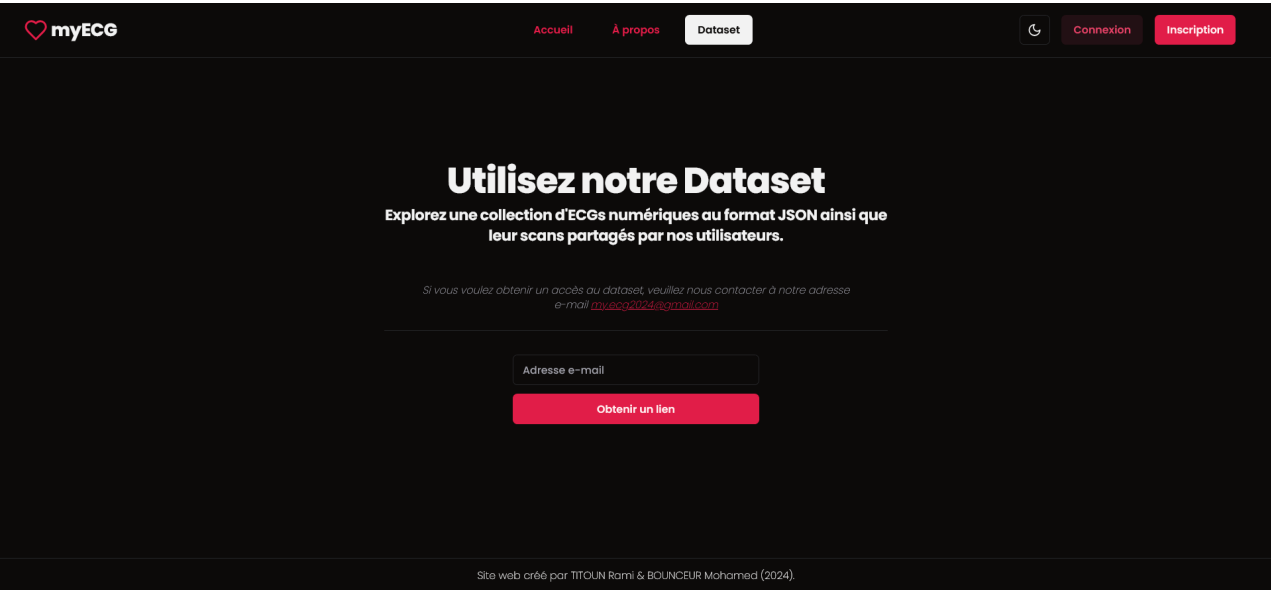 myECG
Accueil
À propos
Dataset
Connexion
Inscription
Utilisez notre Dataset
Explorez une collection d'ECGs numériques au format JSON ainsi que
leur scans partagés par nos utilisateurs.
Si vous voulez obtenir un accès au dataset, veuillez nous contacter à notre adresse
e-mail my.ecg2024@gmail.com
Adresse e-mail
Obtenir un lien
Site web créé par TITOUN Rami & BOUNCEUR Mohamed (2024).